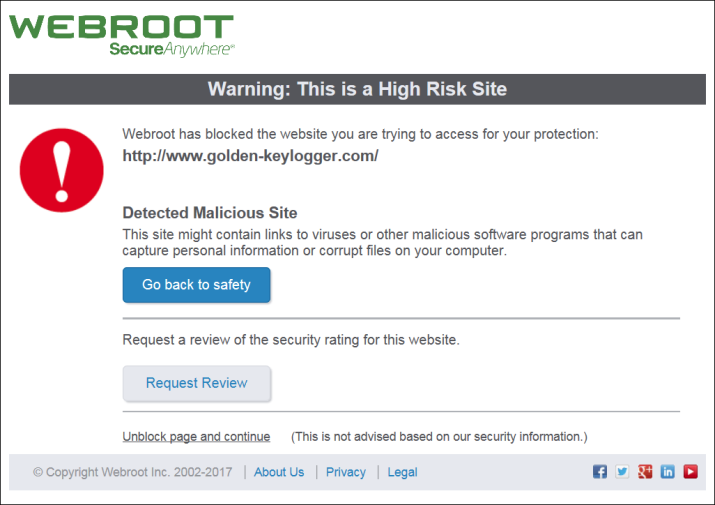 WEBROOT
SecureAnywhere
Warning: This is a High Risk Site
Webroot has blocked the website you are trying to access for your protection:
http://www.golden-keylogger.com/
Detected Malicious Site
This site might contain links to viruses or other malicious software programs that can
capture personal information or corrupt files on your computer.
Go back to safety
Request a review of the security rating for this website.
Request Review
Unblock page and continue (This is not advised based on our security information.)
© Copyright Webroot Inc. 2002-2017 | About Us | Privacy | Legal